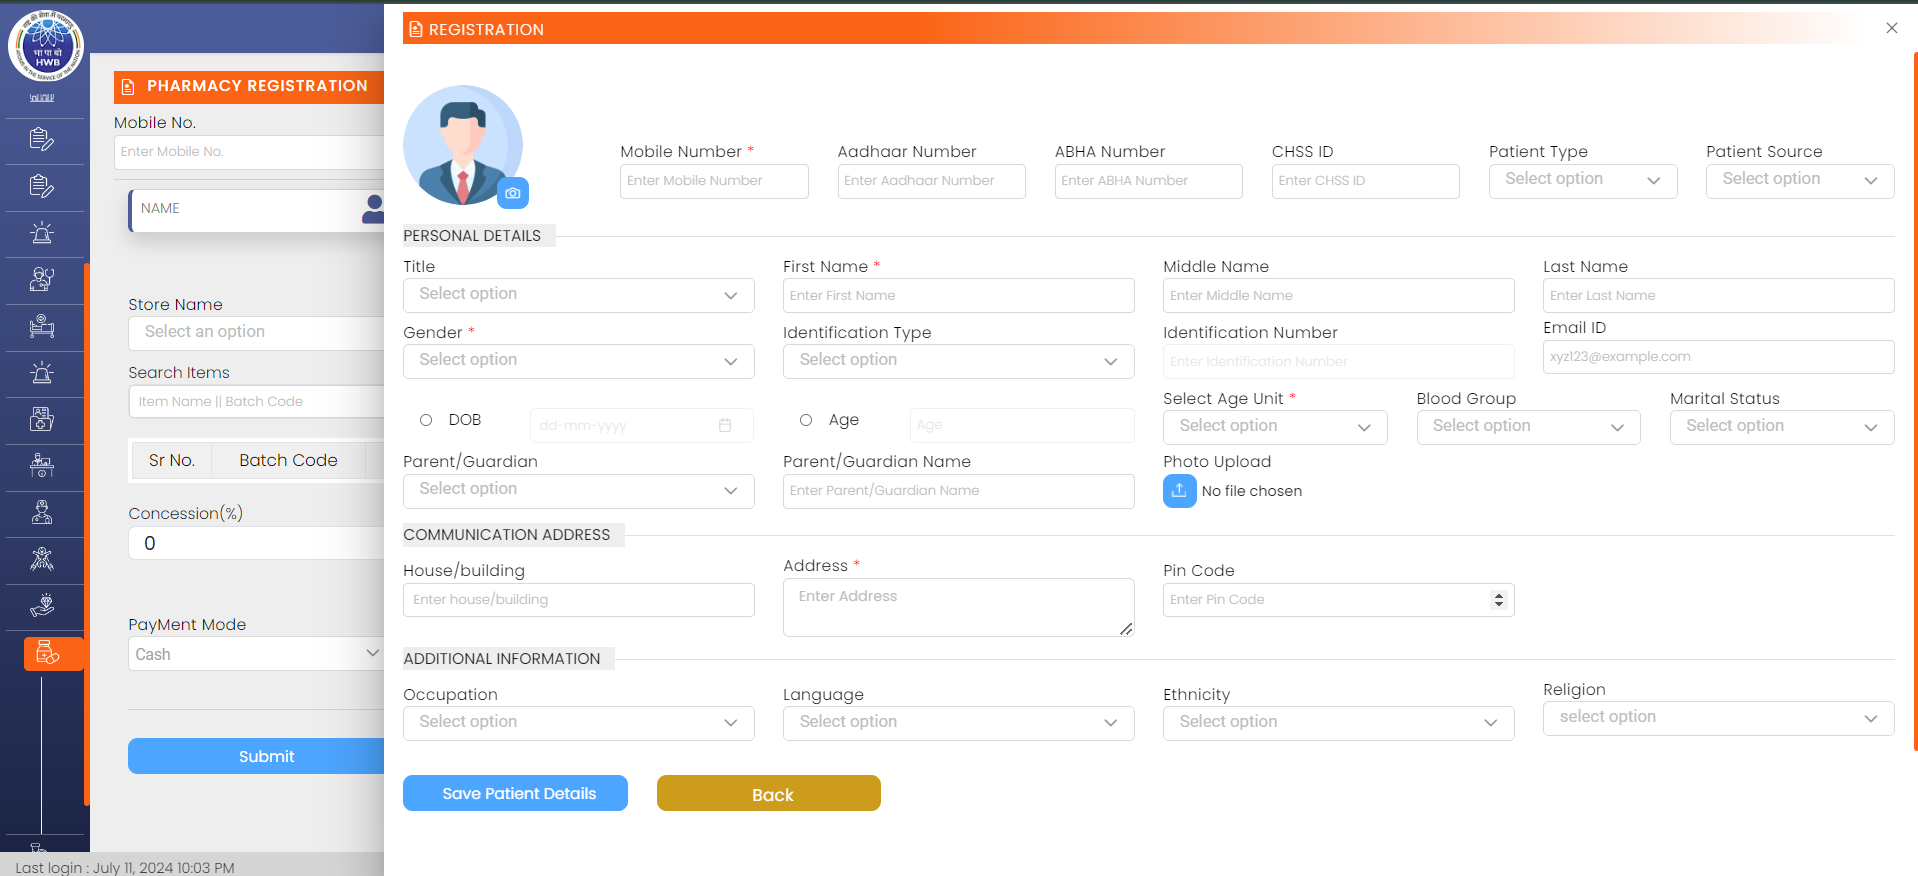 भा पा बो
HWB
PHARMACY REGISTRATION
Mobile No.
Enter Mobile No.
NAME
Store Name
Select an option
Search Items
Item Name || Batch Code
Sr No. Batch Code
Concession(%)
0
PayMent Mode
Cash
Submit
Last login : July 11, 2024 10:03 PM
REGISTRATION
Mobile Number * Aadhaar Number ABHA Number CHSS ID Patient Type Patient Source
Enter Mobile Number Enter Aadhaar Number Enter ABHA Number Enter CHSS ID Select option Select option
PERSONAL DETAILS
Title First Name * Middle Name Last Name
Select option Enter First Name Enter Middle Name Enter Last Name
Gender * Identification Type Identification Number Email ID
Select option Select option Enter Identification Number xyz123@example.com
Select Age Unit * Blood Group Marital Status
DOB dd-mm-yyyy Age Age Select option Select option Select option
Parent/Guardian Parent/Guardian Name Photo Upload
Select option Enter Parent/Guardian Name No file chosen
COMMUNICATION ADDRESS
House/building Address * Pin Code
Enter house/building Enter Address Enter Pin Code
ADDITIONAL INFORMATION
Occupation Language Ethnicity Religion
Select option Select option Select option select option
Save Patient Details Back